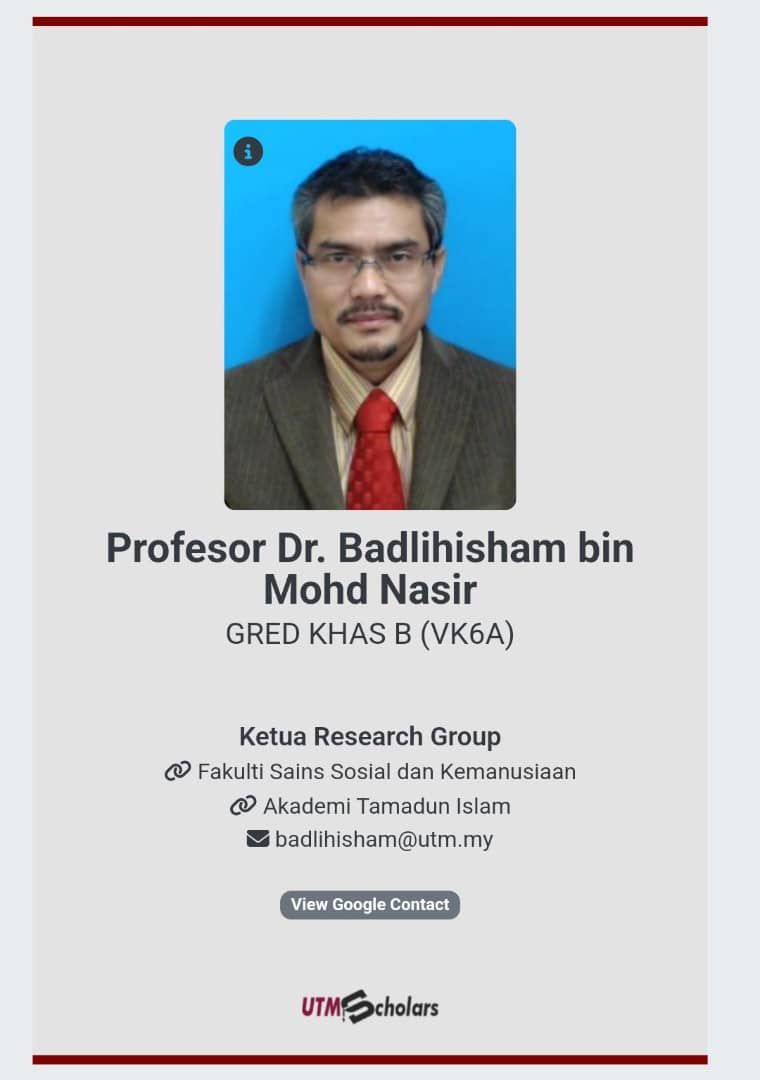 Profesor Dr. Badlihisham bin
Mohd Nasir
GRED KHAS B (VK6A)
Ketua Research Group
Fakulti Sains Sosial dan Kemanusiaan
Akademi Tamadun Islam
badlihisham@utm.my
View Google Contact
UTMScholars